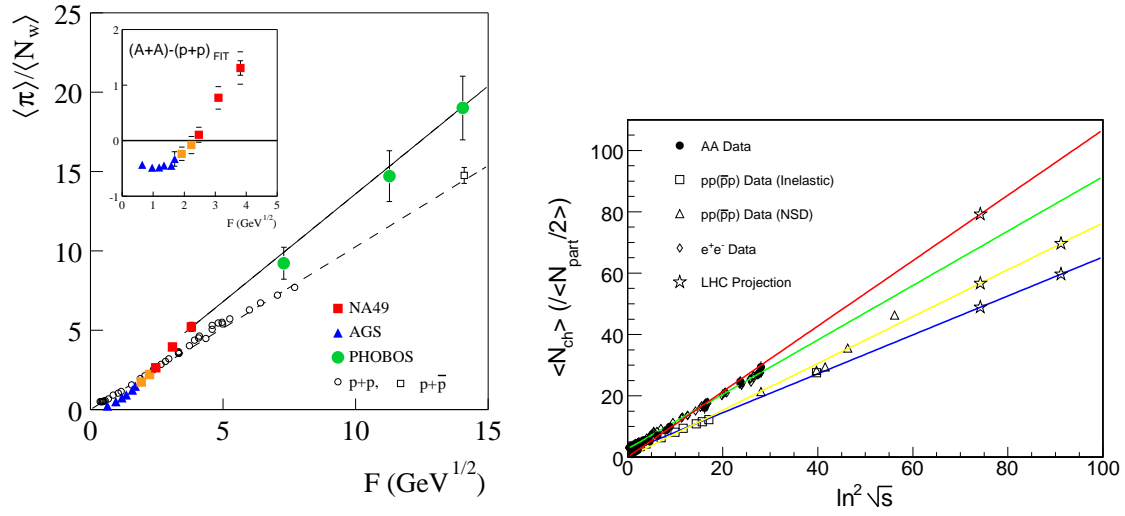 ⟨π⟩/⟨N_w⟩
25
20
15
10
5
0
(A+A)-(p+p)_FIT
2
1
0
-1
0 1 2 3 4 5
F (GeV^1/2)
NA49
AGS
PHOBOS
p+p, p+p̅
0 5 10 15
F (GeV^1/2)
<N_ch> (/<N_part/2>)
100
80
60
40
20
0
AA Data
pp(p̅p) Data (Inelastic)
pp(p̅p) Data (NSD)
e⁺e⁻ Data
LHC Projection
0 20 40 60 80 100
ln² √s